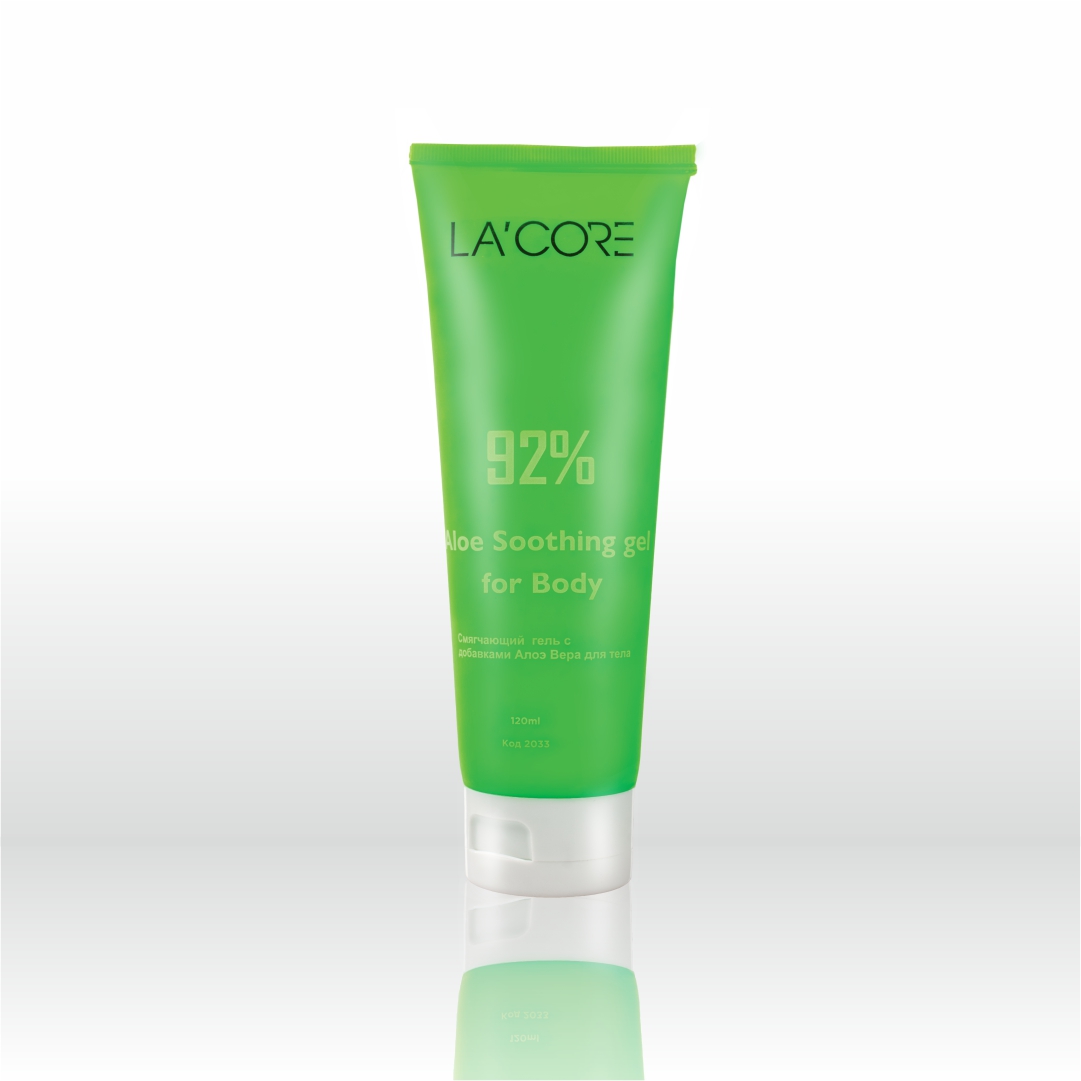 LA'CORE
92%
Aloe Soothing gel
for Body
Смягчающий гель с
добавками Алоэ Вера для тела
120ml
Код 2033